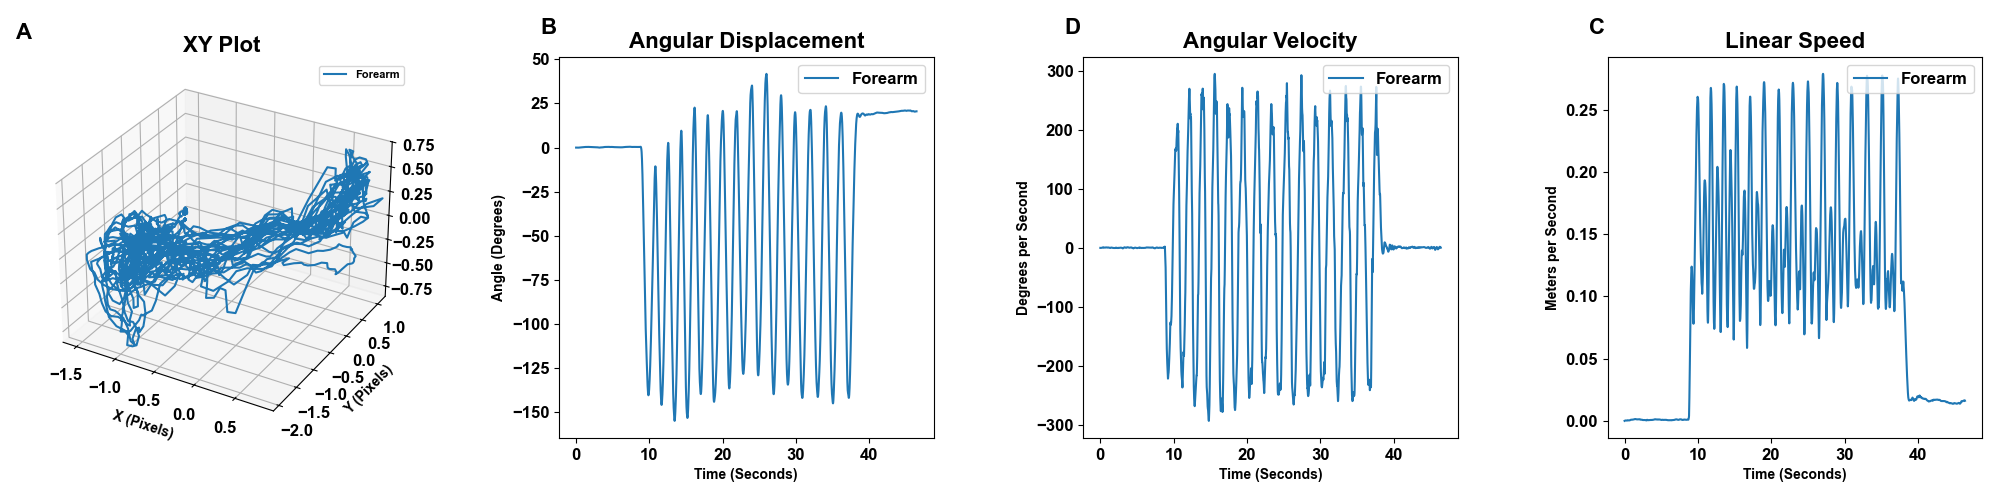 A
XY Plot
Forearm
0.75
0.50
0.25
0.00
−0.25
−0.50
−0.75
1.0
0.5
0.0
−0.5
−1.0
−1.5
−2.0
Y (Pixels)
−1.5
−1.0
−0.5
0.0
0.5
X (Pixels)
B
Angular Displacement
Forearm
50
25
0
−25
−50
−75
−100
−125
−150
Angle (Degrees)
0 10 20 30 40
Time (Seconds)
D
Angular Velocity
Forearm
300
200
100
0
−100
−200
−300
Degrees per Second
0 10 20 30 40
Time (Seconds)
C
Linear Speed
Forearm
0.25
0.20
0.15
0.10
0.05
0.00
Meters per Second
0 10 20 30 40
Time (Seconds)